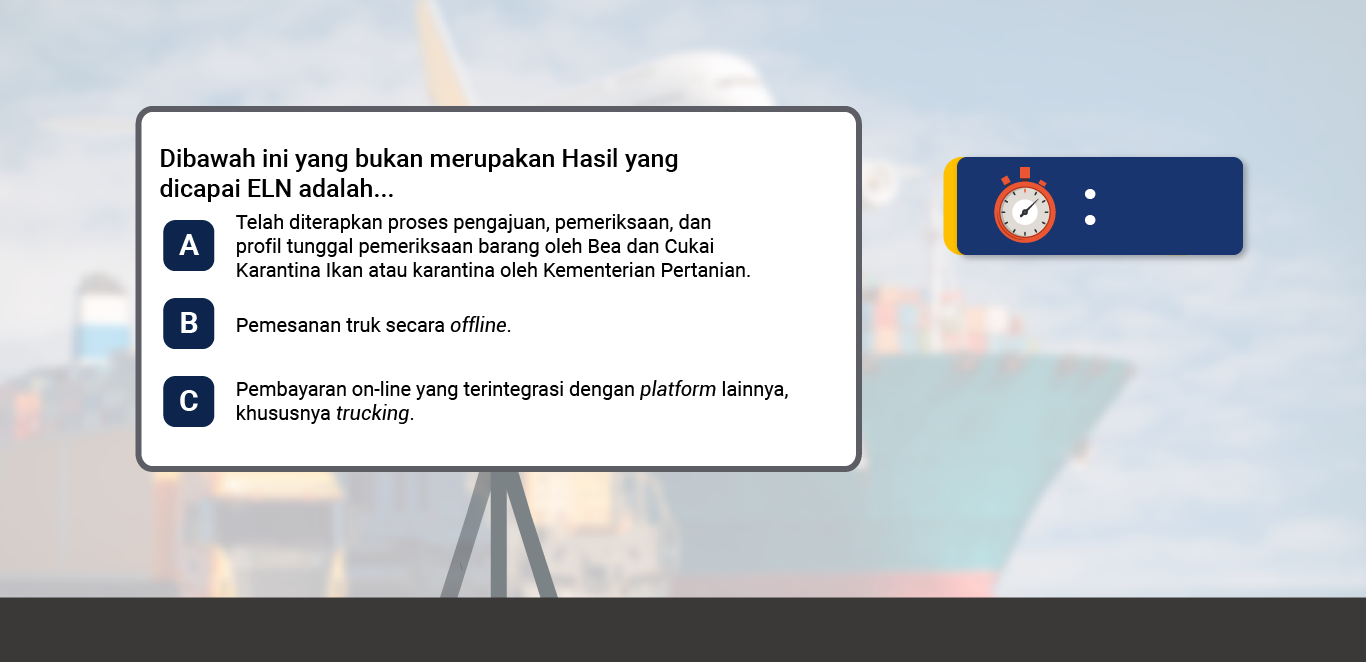 Dibawah ini yang bukan merupakan Hasil yang
dicapai ELN adalah...
A
Telah diterapkan proses pengajuan, pemeriksaan, dan
profil tunggal pemeriksaan barang oleh Bea dan Cukai
Karantina Ikan atau karantina oleh Kementerian Pertanian.
B
Pemesanan truk secara offline.
C
Pembayaran on-line yang terintegrasi dengan platform lainnya,
khususnya trucking.
: